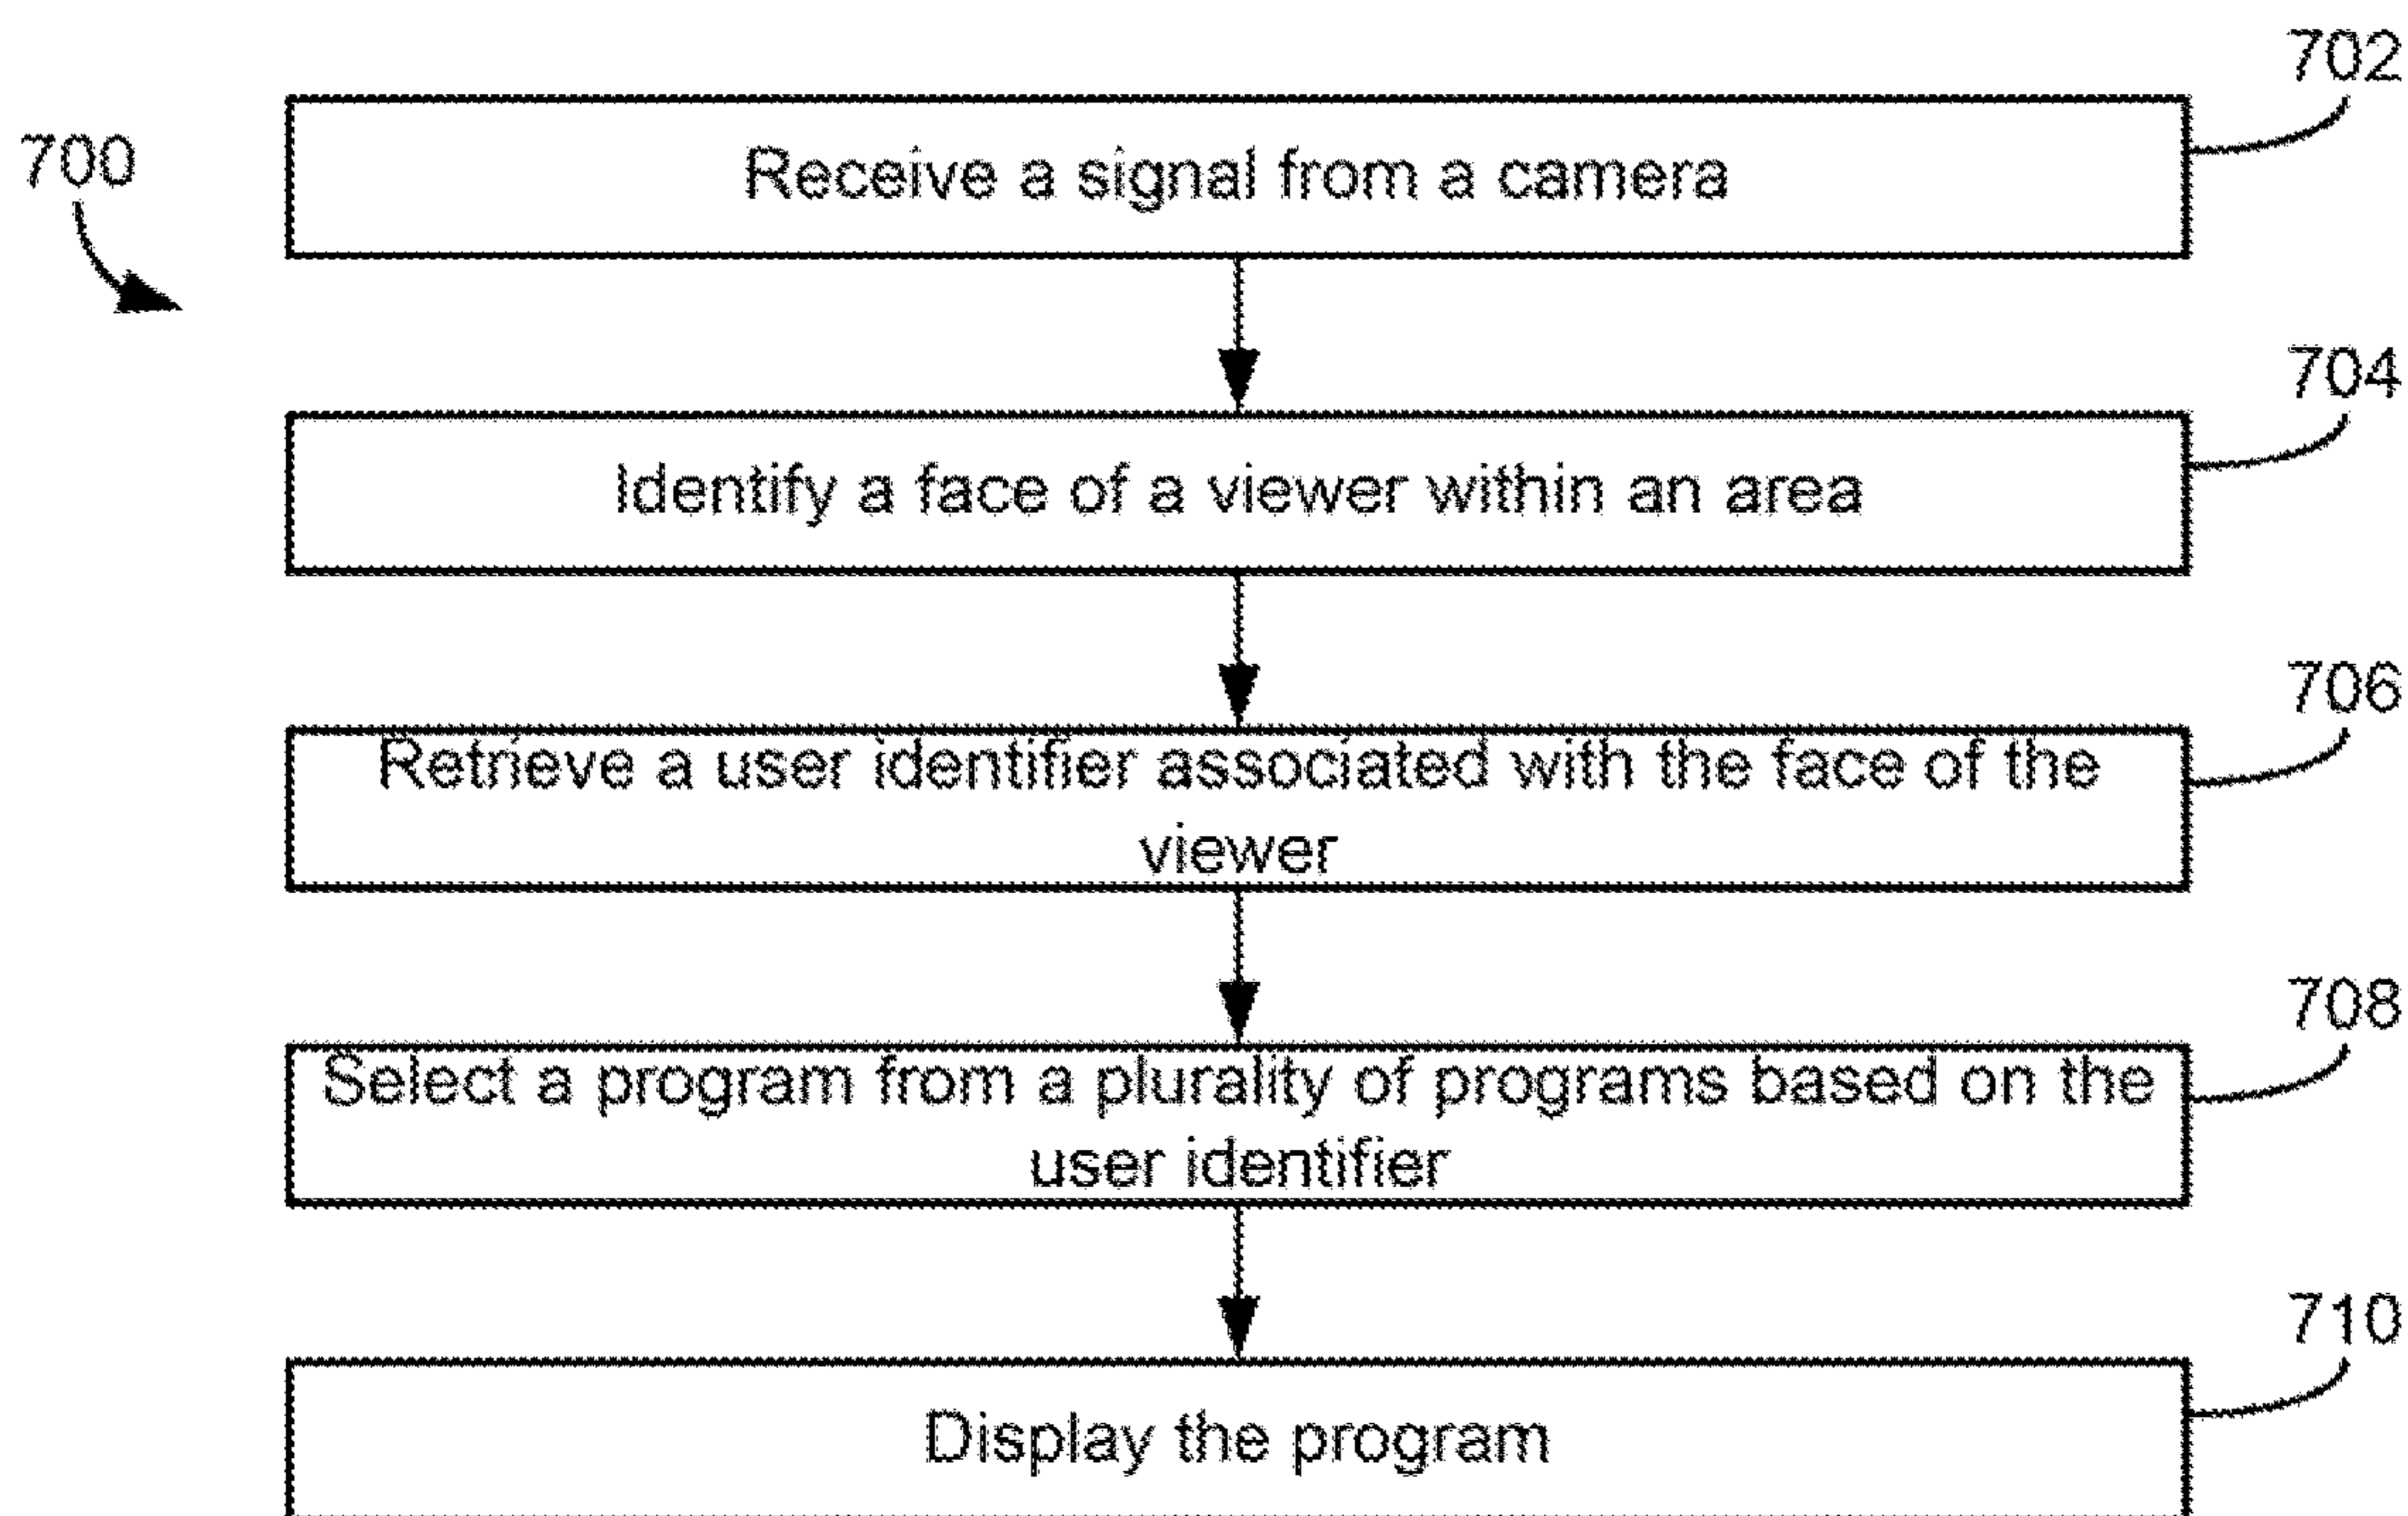 702
700
Receive a signal from a camera
704
Identify a face of a viewer within an area
706
Retrieve a user identifier associated with the face of the
viewer
708
Select a program from a plurality of programs based on the
user identifier
710
Display the program